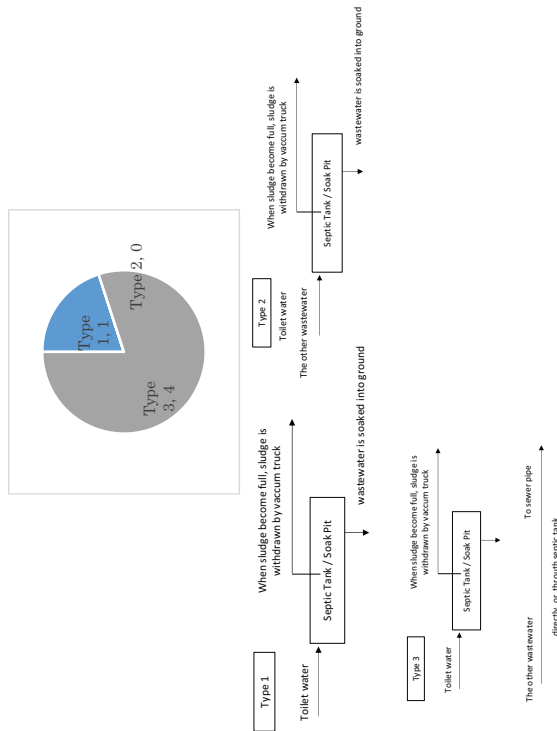 Type
1, 1
Type 2, 0
Type
3, 4
Type 1
Toilet water
When sludge become full, sludge is
withdrawn by vaccum truck
Septic Tank / Soak Pit
wastewater is soaked into ground
Type 2
Toilet water
The other wastewater
When sludge become full, sludge is
withdrawn by vaccum truck
Septic Tank / Soak Pit
wastewater is soaked into ground
Type 3
Toilet water
When sludge become full, sludge is
withdrawn by vaccum truck
Septic Tank / Soak Pit
The other wastewater
To sewer pipe
directly, or, through septic tank